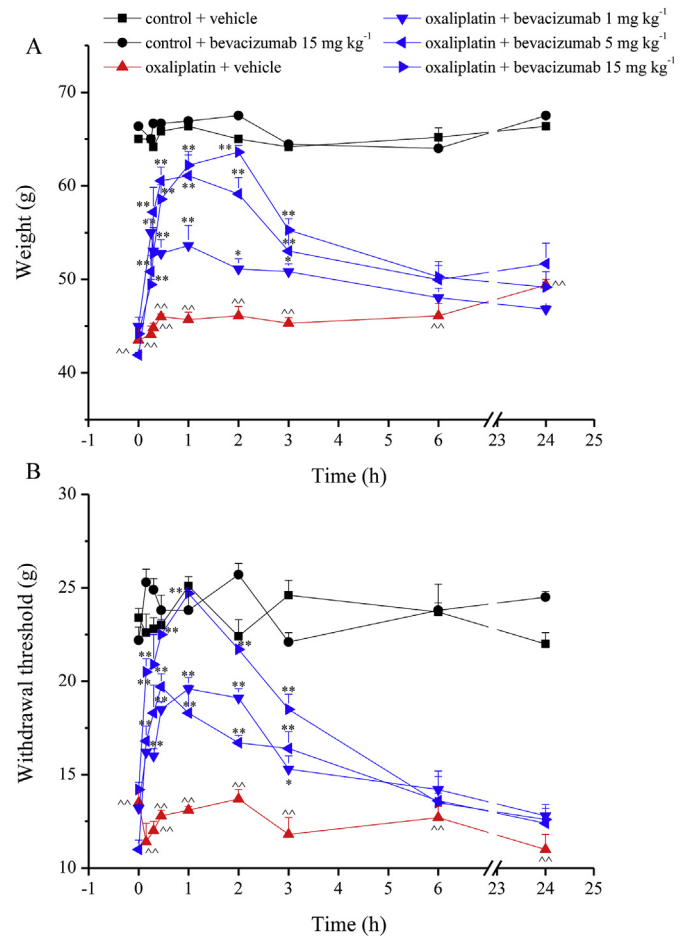 control + vehicle
control + bevacizumab 15 mg kg⁻¹
oxaliplatin + vehicle
oxaliplatin + bevacizumab 1 mg kg⁻¹
oxaliplatin + bevacizumab 5 mg kg⁻¹
oxaliplatin + bevacizumab 15 mg kg⁻¹
A
Weight (g)
70
60
50
40
** ** ** **
** ** ** **
** ** ** **
** ** * **
** *
^^ ^^ ^^ ^^ ^^
^^ ^^ ^^ ^^
-1 0 1 2 3 4 5 6 23 24 25
Time (h)
B
Withdrawal threshold (g)
30
25
20
15
10
** **
** **
** ** ** ** **
** ** ** **
** ** *
^^ ^^ ^^ ^^ ^^
^^ ^^ ^^ ^^
-1 0 1 2 3 4 5 6 23 24 25
Time (h)